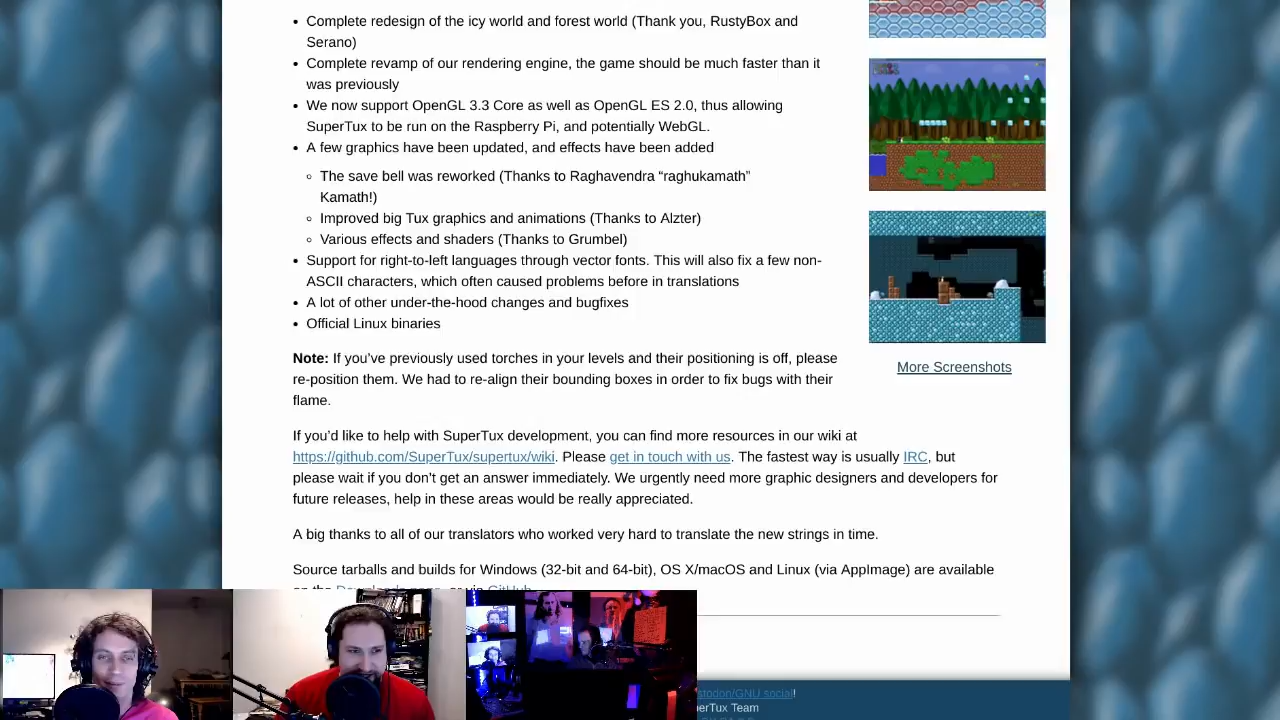 • Complete redesign of the icy world and forest world (Thank you, RustyBox and
Serano)
• Complete revamp of our rendering engine, the game should be much faster than it
was previously
• We now support OpenGL 3.3 Core as well as OpenGL ES 2.0, thus allowing
SuperTux to be run on the Raspberry Pi, and potentially WebGL.
• A few graphics have been updated, and effects have been added
◦ The save bell was reworked (Thanks to Raghavendra “raghukamath”
Kamath!)
◦ Improved big Tux graphics and animations (Thanks to Alzter)
◦ Various effects and shaders (Thanks to Grumbel)
• Support for right-to-left languages through vector fonts. This will also fix a few non-
ASCII characters, which often caused problems before in translations
• A lot of other under-the-hood changes and bugfixes
• Official Linux binaries
Note: If you’ve previously used torches in your levels and their positioning is off, please
re-position them. We had to re-align their bounding boxes in order to fix bugs with their
flame.
More Screenshots
If you’d like to help with SuperTux development, you can find more resources in our wiki at
https://github.com/SuperTux/supertux/wiki. Please get in touch with us. The fastest way is usually IRC, but
please wait if you don’t get an answer immediately. We urgently need more graphic designers and developers for
future releases, help in these areas would be really appreciated.
A big thanks to all of our translators who worked very hard to translate the new strings in time.
Source tarballs and builds for Windows (32-bit and 64-bit), OS X/macOS and Linux (via AppImage) are available
stodon/GNU social!
erTux Team